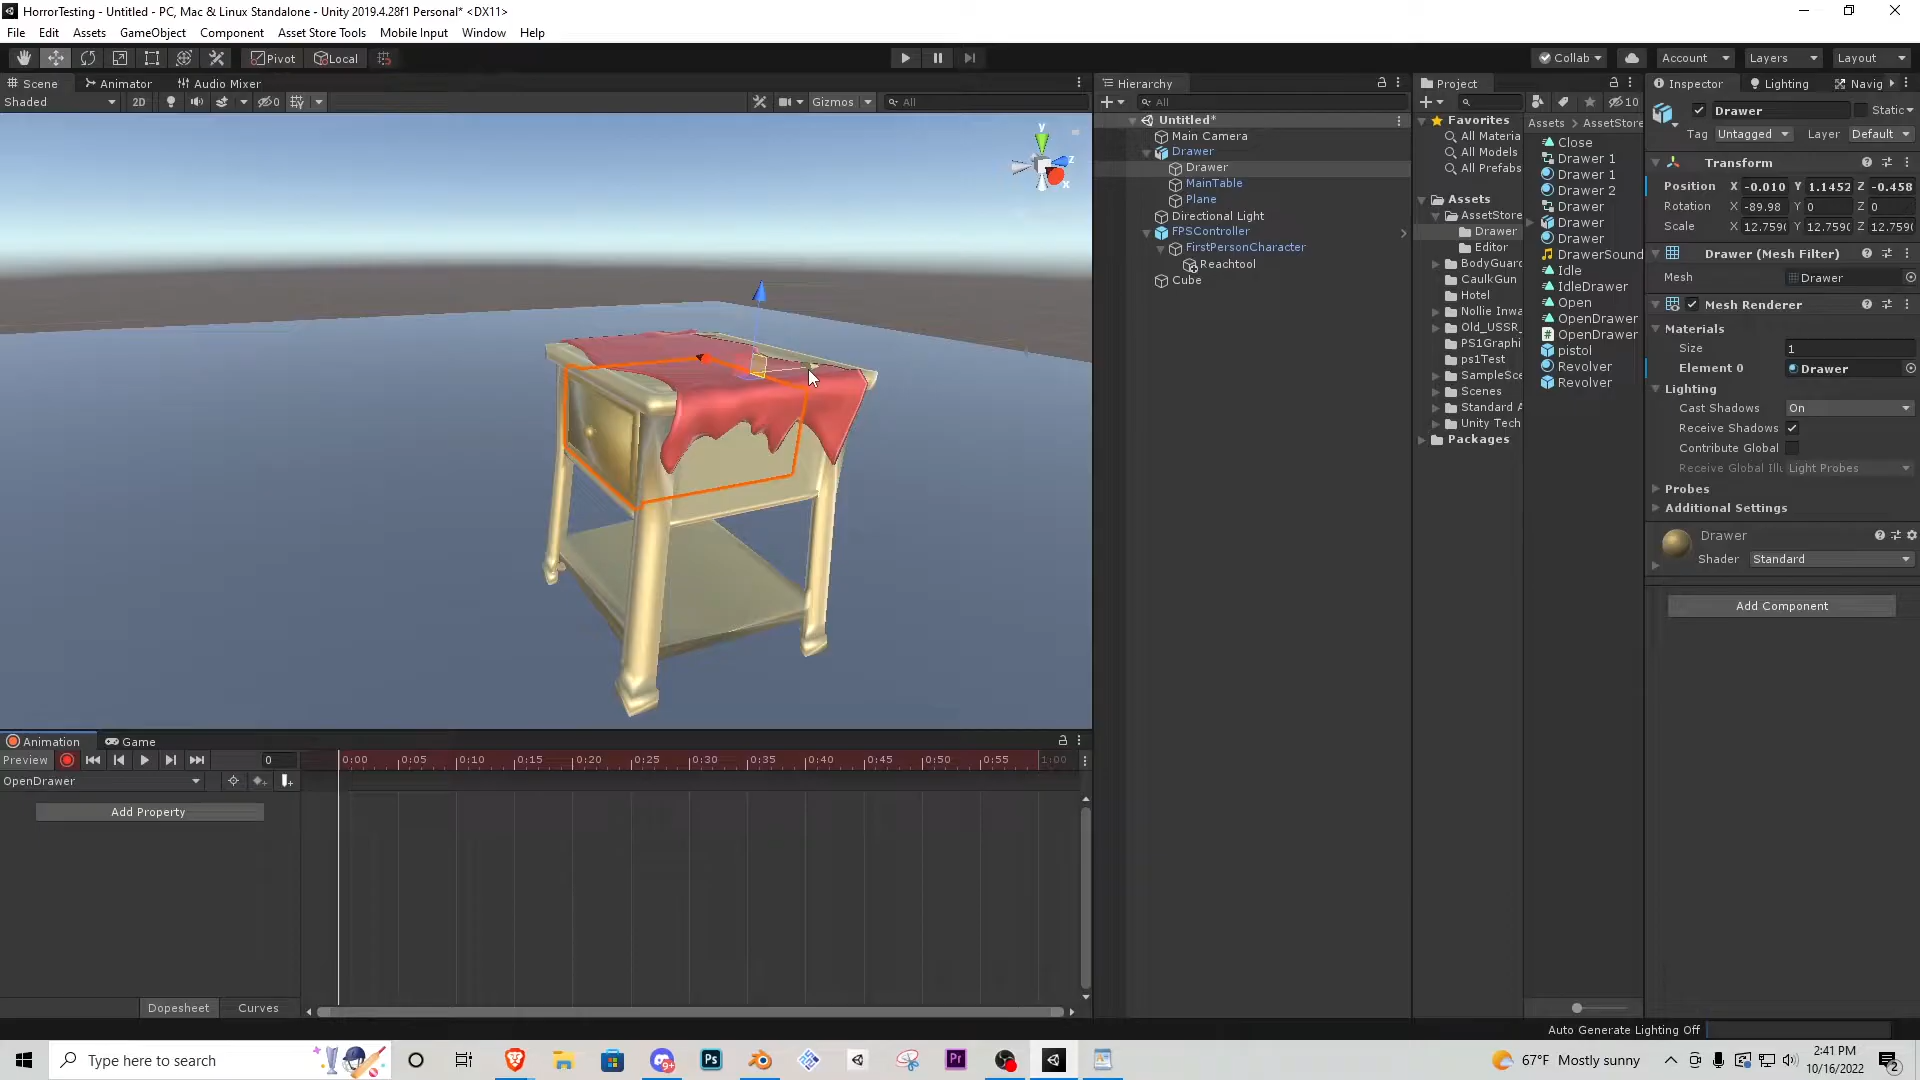 HorrorTesting - Untitled - PC, Mac & Linux Standalone - Unity 2019.4.28f1 Personal* <DX11>
File Edit Assets GameObject Component Asset Store Tools Mobile Input Window Help
Pivot Local Collab Account Layers Layout
Scene Animator Audio Mixer
Shaded 2D 0 Gizmos All
y
z
x
Hierarchy
All
Untitled*
Main Camera
Drawer
Drawer
MainTable
Plane
Directional Light
FPSController
FirstPersonCharacter
Reachtool
Cube
Project
10
Favorites
All Materia
All Models
All Prefabs
Assets
AssetStore
Drawer
Editor
BodyGuard
CaulkGun
Hotel
Nollie Inwa
Old_USSR_
PS1Graphi
ps1Test
SampleSce
Scenes
Standard A
Unity Tech
Packages
Assets > AssetStore
Close
Drawer 1
Drawer 1
Drawer 2
Drawer
Drawer
Drawer
DrawerSound
Idle
IdleDrawer
Open
OpenDrawer
OpenDrawer
pistol
Revolver
Revolver
Inspector Lighting Navig
Drawer Static
Tag Untagged Layer Default
Transform
Position X -0.010 Y 1.1452 Z -0.458
Rotation X -89.98 Y 0 Z 0
Scale X 12.759( Y 12.759( Z 12.759(
Drawer (Mesh Filter)
Mesh Drawer
Mesh Renderer
Materials
Size 1
Element 0 Drawer
Lighting
Cast Shadows On
Receive Shadows
Contribute Global
Receive Global Illu Light Probes
Probes
Additional Settings
Drawer
Shader Standard
Add Component
Animation Game
Preview 0 0:00 0:05 0:10 0:15 0:20 0:25 0:30 0:35 0:40 0:45 0:50 0:55 1:00
OpenDrawer
Add Property
Dopesheet Curves
Auto Generate Lighting Off
Type here to search
9+
Ps
Pr
67°F Mostly sunny
2:41 PM
10/16/2022
2